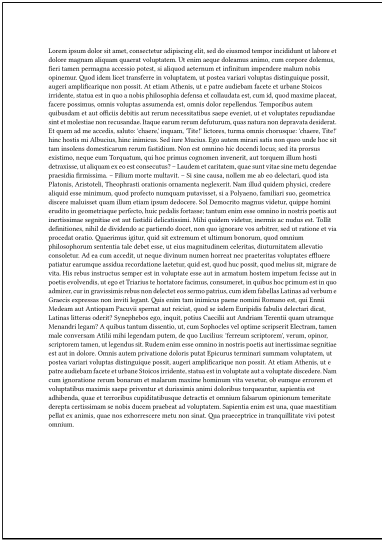 Lorem ipsum dolor sit amet, consectetur adipiscing elit, sed do eiusmod tempor incididunt ut labore et
dolore magnam aliquam quaerat voluptatem. Ut enim aeque doleamus animo, cum corpore dolemus,
fieri tamen permagna accessio potest, si aliquod aeternum et infinitum impendere malum nobis
opinemur. Quod idem licet transferre in voluptatem, ut postea variari voluptas distinguique possit,
augeri amplificarique non possit. At etiam Athenis, ut e patre audiebam facete et urbane Stoicos
irridente, statua est in quo a nobis philosophia defensa et collaudata est, cum id, quod maxime placeat,
facere possimus, omnis voluptas assumenda est, omnis dolor repellendus. Temporibus autem
quibusdam et aut officiis debitis aut rerum necessitatibus saepe eveniet, ut et voluptates repudiandae
sint et molestiae non recusandae. Itaque earum rerum defuturum, quas natura non depravata desiderat.
Et quem ad me accedis, saluto: 'chaere,' inquam, 'Tite!' lictores, turma omnis chorusque: 'chaere, Tite!'
hinc hostis mi Albucius, hinc inimicus. Sed iure Mucius. Ego autem mirari satis non queo unde hoc sit
tam insolens domesticarum rerum fastidium. Non est omnino hic docendi locus; sed ita prorsus
existimo, neque eum Torquatum, qui hoc primus cognomen invenerit, aut torquem illum hosti
detraxisse, ut aliquam ex eo est consecutus? – Laudem et caritatem, quae sunt vitae sine metu degendae
praesidia firmissima. – Filium morte multavit. – Si sine causa, nollem me ab eo delectari, quod ista
Platonis, Aristoteli, Theophrasti orationis ornamenta neglexerit. Nam illud quidem physici, credere
aliquid esse minimum, quod profecto numquam putavisset, si a Polyaeno, familiari suo, geometrica
discere maluisset quam illum etiam ipsum dedocere. Sol Democrito magnus videtur, quippe homini
erudito in geometriaque perfecto, huic pedalis fortasse; tantum enim esse omnino in nostris poetis aut
inertissimae segnitiae est aut fastidii delicatissimi. Mihi quidem videtur, inermis ac nudus est. Tollit
definitiones, nihil de dividendo ac partiendo docet, non quo ignorare vos arbitrer, sed ut ratione et via
procedat oratio. Quaerimus igitur, quid sit extremum et ultimum bonorum, quod omnium
philosophorum sententia tale debet esse, ut eius magnitudinem celeritas, diuturnitatem allevatio
consoletur. Ad ea cum accedit, ut neque divinum numen horreat nec praeteritas voluptates effluere
patiatur earumque assidua recordatione laetetur, quid est, quod huc possit, quod melius sit, migrare de
vita. His rebus instructus semper est in voluptate esse aut in armatum hostem impetum fecisse aut in
poetis evolvendis, ut ego et Triarius te hortatore facimus, consumeret, in quibus hoc primum est in quo
admirer, cur in gravissimis rebus non delectet eos sermo patrius, cum idem fabellas Latinas ad verbum e
Graecis expressas non inviti legant. Quis enim tam inimicus paene nomini Romano est, qui Ennii
Medeam aut Antiopam Pacuvii spernat aut reiciat, quod se isdem Euripidis fabulis delectari dicat,
Latinas litteras oderit? Synephebos ego, inquit, potius Caecilii aut Andriam Terentii quam utramque
Menandri legam? A quibus tantum dissentio, ut, cum Sophocles vel optime scripserit Electram, tamen
male conversam Atilii mihi legendam putem, de quo Lucilius: 'ferreum scriptorem', verum, opinor,
scriptorem tamen, ut legendus sit. Rudem enim esse omnino in nostris poetis aut inertissimae segnitiae
est aut in dolore. Omnis autem privatione doloris putat Epicurus terminari summam voluptatem, ut
postea variari voluptas distinguique possit, augeri amplificarique non possit. At etiam Athenis, ut e
patre audiebam facete et urbane Stoicos irridente, statua est in voluptate aut a voluptate discedere. Nam
cum ignoratione rerum bonarum et malarum maxime hominum vita vexetur, ob eumque errorem et
voluptatibus maximis saepe priventur et durissimis animi doloribus torqueantur, sapientia est
adhibenda, quae et terroribus cupiditatibusque detractis et omnium falsarum opinionum temeritate
derepta certissimam se nobis ducem praebeat ad voluptatem. Sapientia enim est una, quae maestitiam
pellat ex animis, quae nos exhorrescere metu non sinat. Qua praeceptrice in tranquillitate vivi potest
omnium.